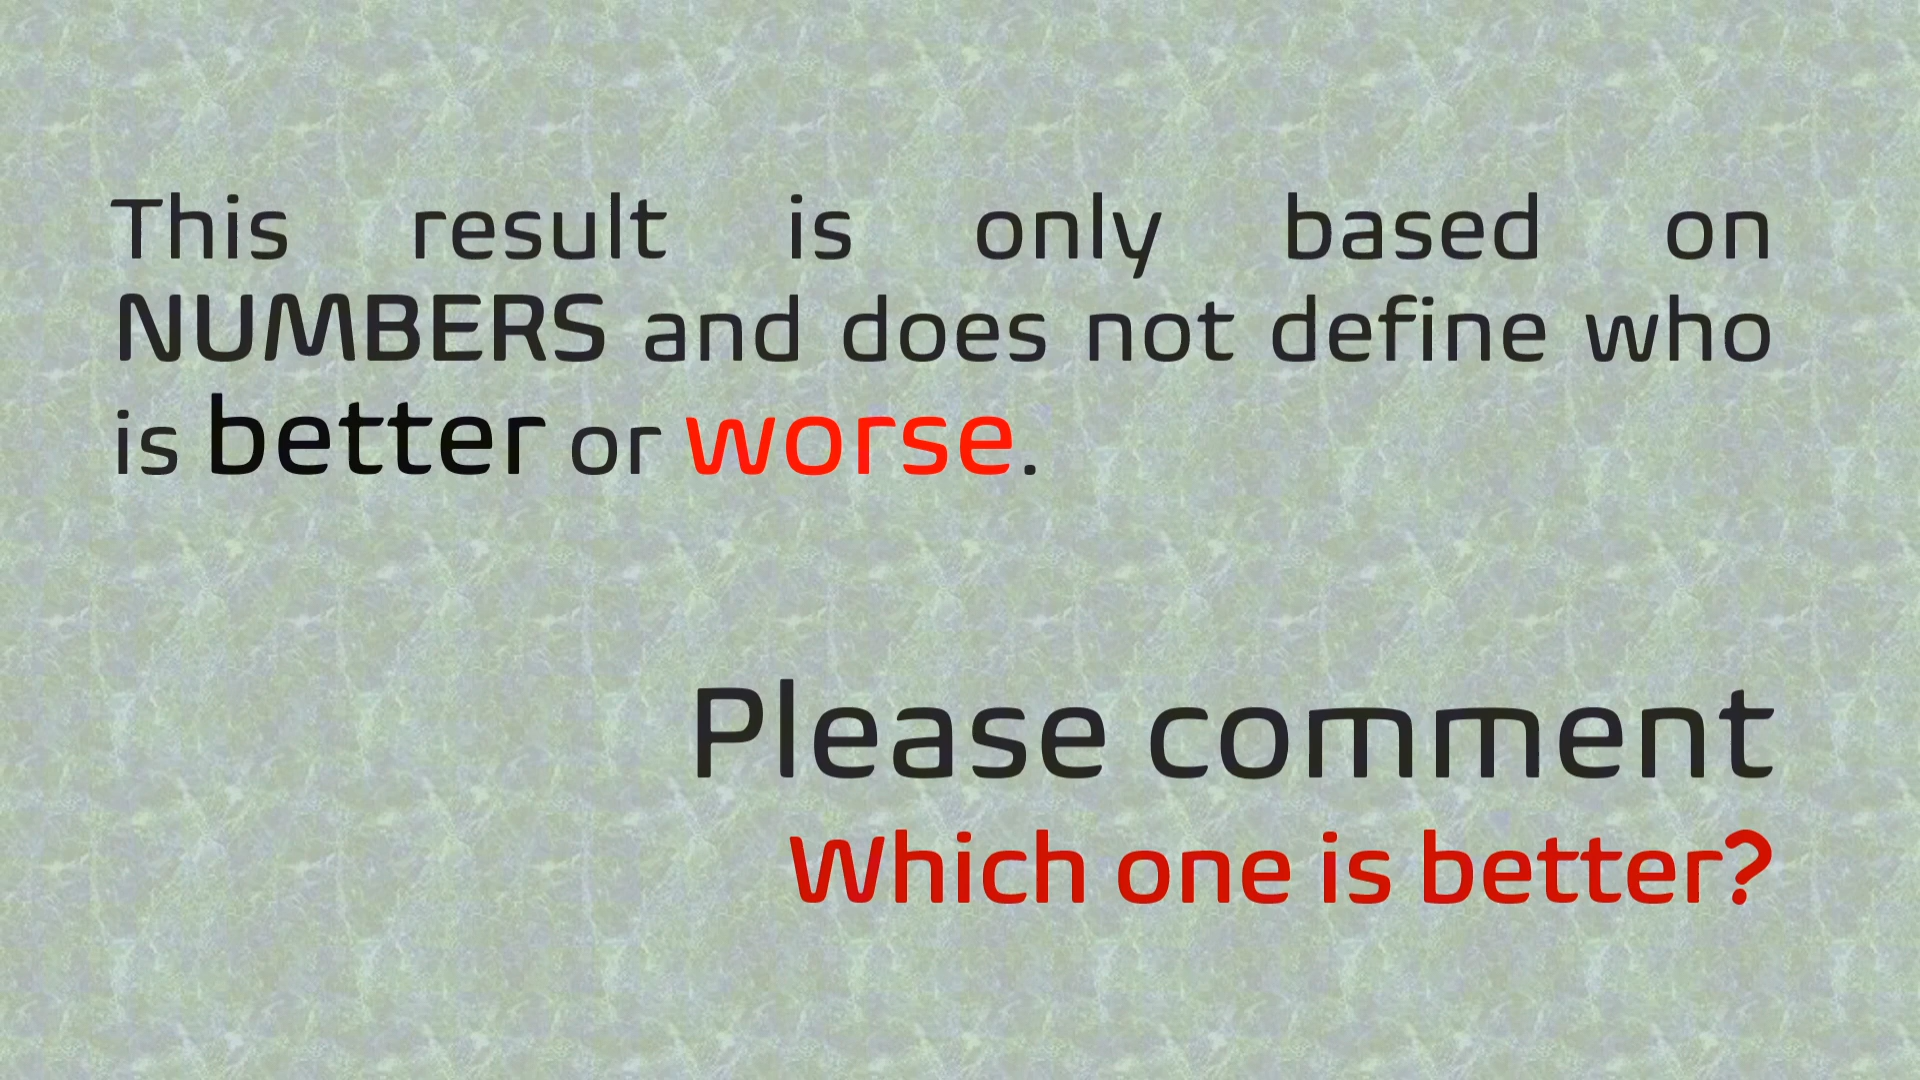 This result is only based on
NUMBERS and does not define who
is better or worse.
Please comment
Which one is better?